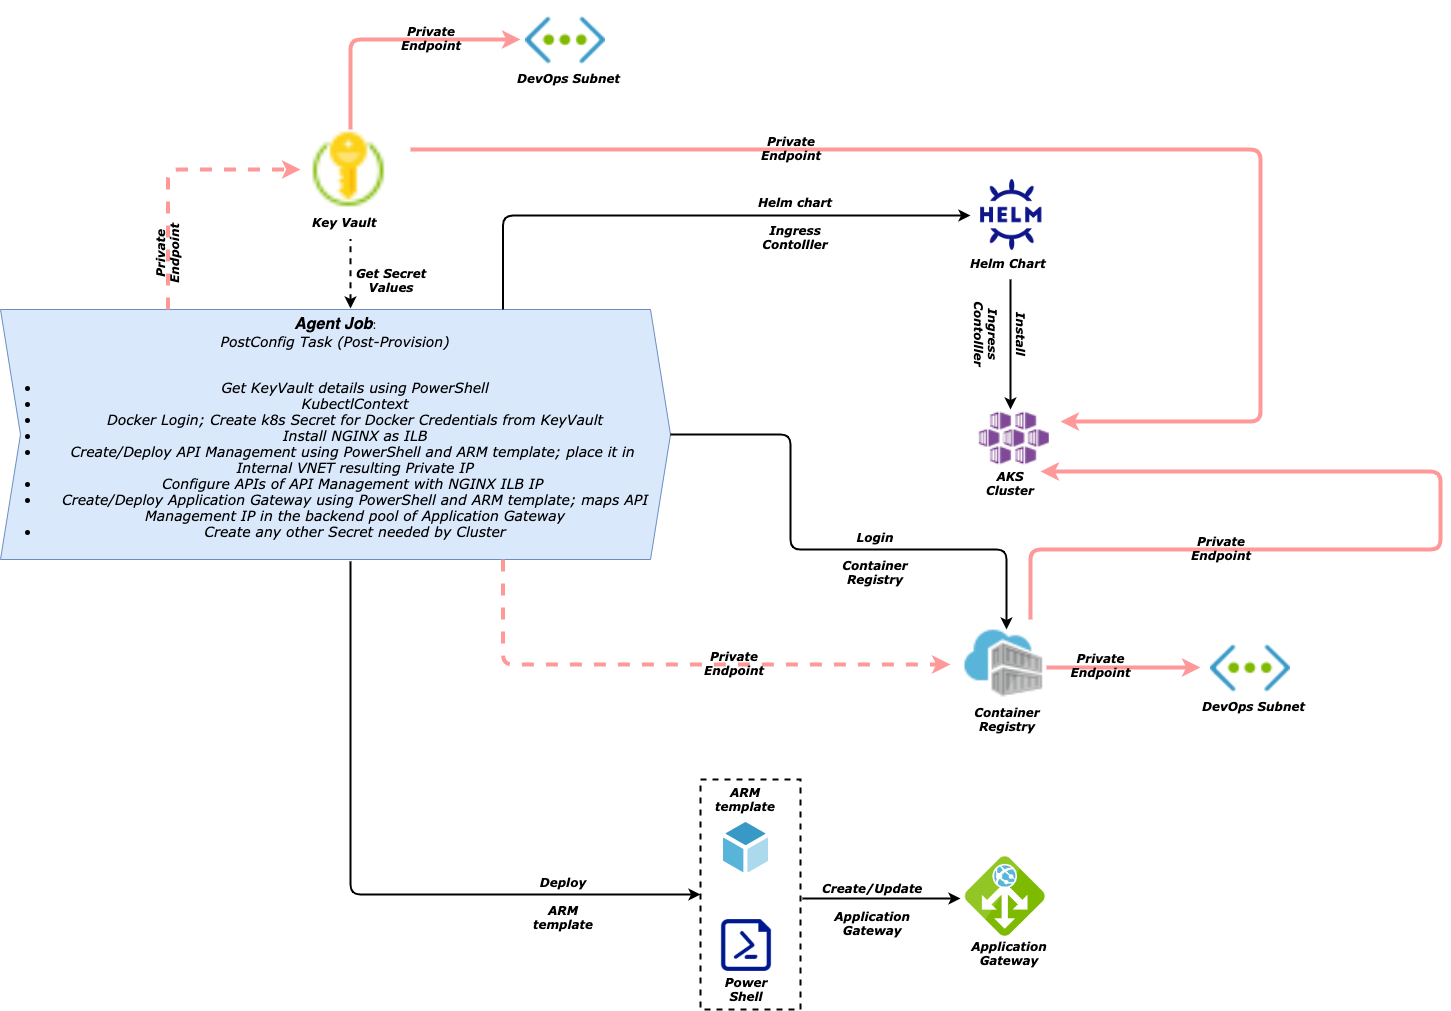 Private
Endpoint
DevOps Subnet
Key Vault
Private
Endpoint
Private
Endpoint
Get Secret
Values
Helm chart
Ingress
Contolller
HELM
Helm Chart
Install
Ingress
Contolller
Agent Job:
PostConfig Task (Post-Provision)
• Get KeyVault details using PowerShell
• KubectlContext
• Docker Login; Create k8s Secret for Docker Credentials from KeyVault
• Install NGINX as ILB
• Create/Deploy API Management using PowerShell and ARM template; place it in
Internal VNET resulting Private IP
• Configure APIs of API Management with NGINX ILB IP
• Create/Deploy Application Gateway using PowerShell and ARM template; maps API
Management IP in the backend pool of Application Gateway
• Create any other Secret needed by Cluster
AKS
Cluster
Login
Container
Registry
Private
Endpoint
Private
Endpoint
Container
Registry
Private
Endpoint
DevOps Subnet
Deploy
ARM
template
ARM
template
Power
Shell
Create/Update
Application
Gateway
Application
Gateway